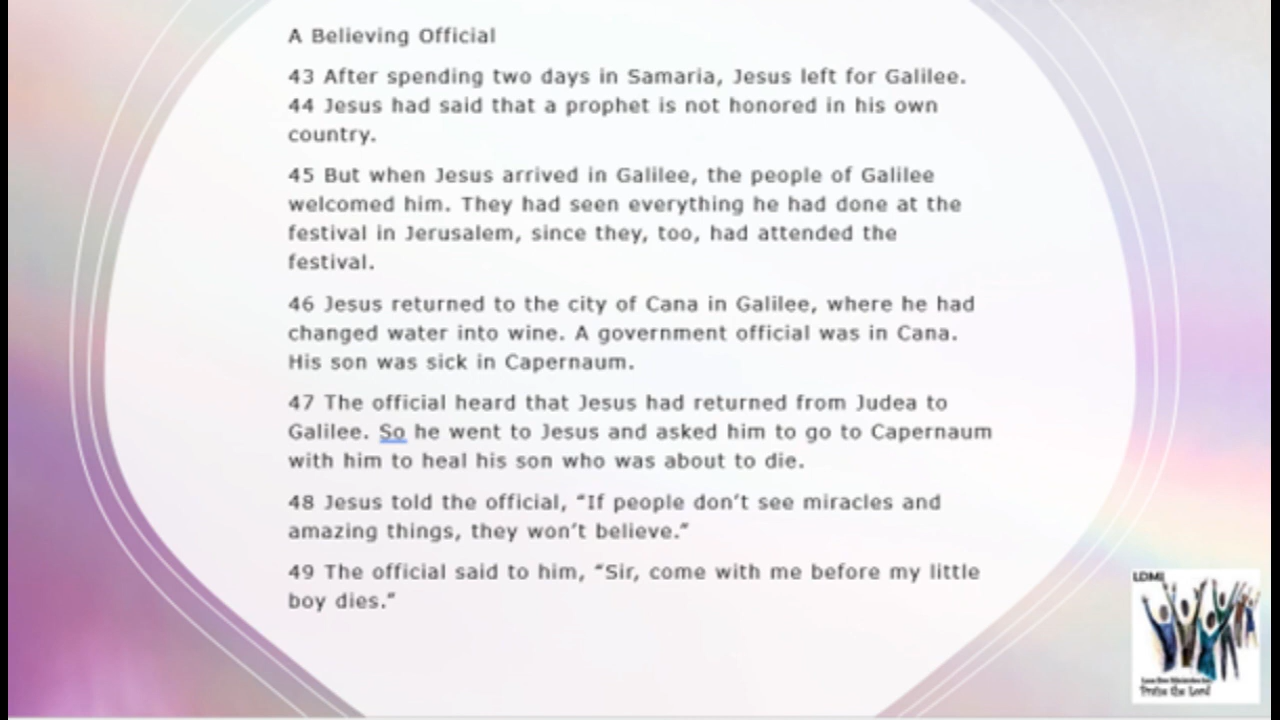 A Believing Official
43 After spending two days in Samaria, Jesus left for Galilee.
44 Jesus had said that a prophet is not honored in his own
country.
45 But when Jesus arrived in Galilee, the people of Galilee
welcomed him. They had seen everything he had done at the
festival in Jerusalem, since they, too, had attended the
festival.
46 Jesus returned to the city of Cana in Galilee, where he had
changed water into wine. A government official was in Cana.
His son was sick in Capernaum.
47 The official heard that Jesus had returned from Judea to
Galilee. So he went to Jesus and asked him to go to Capernaum
with him to heal his son who was about to die.
48 Jesus told the official, “If people don’t see miracles and
amazing things, they won’t believe.”
49 The official said to him, “Sir, come with me before my little
boy dies.”
LDMI
Praise the Lord